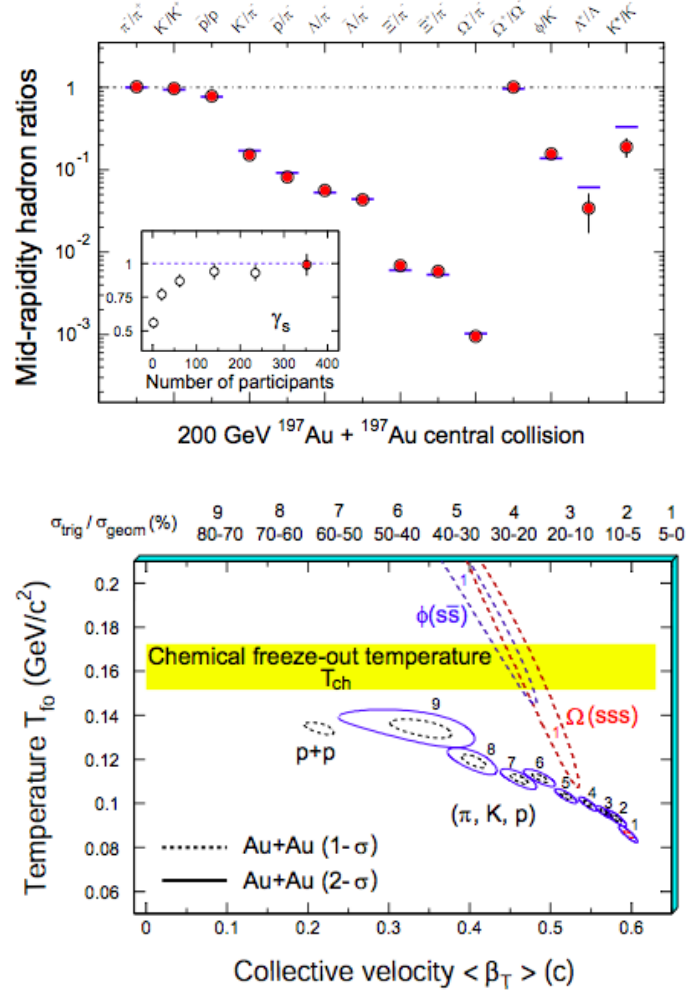 π⁻/π⁺ K⁻/K⁺ p̄/p K⁻/π⁻ p̄/π⁻ Λ/π⁻ Λ̄/π⁻ Ξ⁻/π⁻ Ξ̄⁺/π⁻ Ω⁻/π⁻ Ω̄⁺/Ω⁻ φ/K⁻ Λ*/Λ K*/K⁻
Mid-rapidity hadron ratios
1
10⁻¹
10⁻²
10⁻³
1
0.75
0.5
γs
0 100 200 300 400
Number of participants
200 GeV ¹⁹⁷Au + ¹⁹⁷Au central collision
9 8 7 6 5 4 3 2 1
σtrig / σgeom (%) 80-70 70-60 60-50 50-40 40-30 30-20 20-10 10-5 5-0
Temperature Tfo (GeV/c²)
0.2
0.18
0.16
0.14
0.12
0.1
0.08
0.06
1
φ(ss̄)
Chemical freeze-out temperature
Tch
1
Ω(sss)
9
p+p
8
7 6
5
4
3 2
1
(π, K, p)
Au+Au (1-σ)
Au+Au (2-σ)
0 0.1 0.2 0.3 0.4 0.5 0.6
Collective velocity < βT > (c)